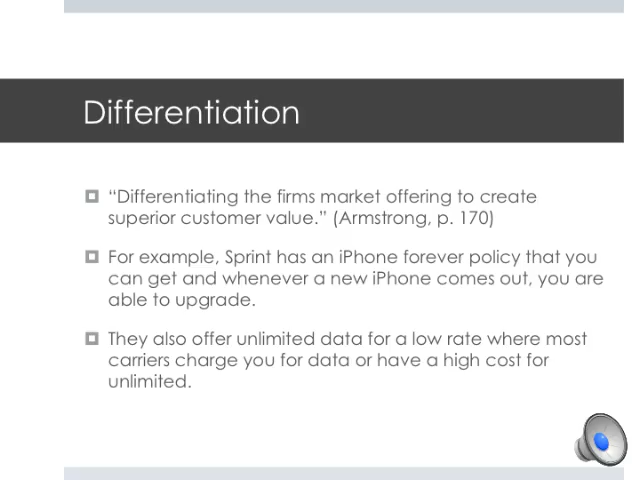 Differentiation
“Differentiating the firms market offering to create
superior customer value.” (Armstrong, p. 170)
For example, Sprint has an iPhone forever policy that you
can get and whenever a new iPhone comes out, you are
able to upgrade.
They also offer unlimited data for a low rate where most
carriers charge you for data or have a high cost for
unlimited.